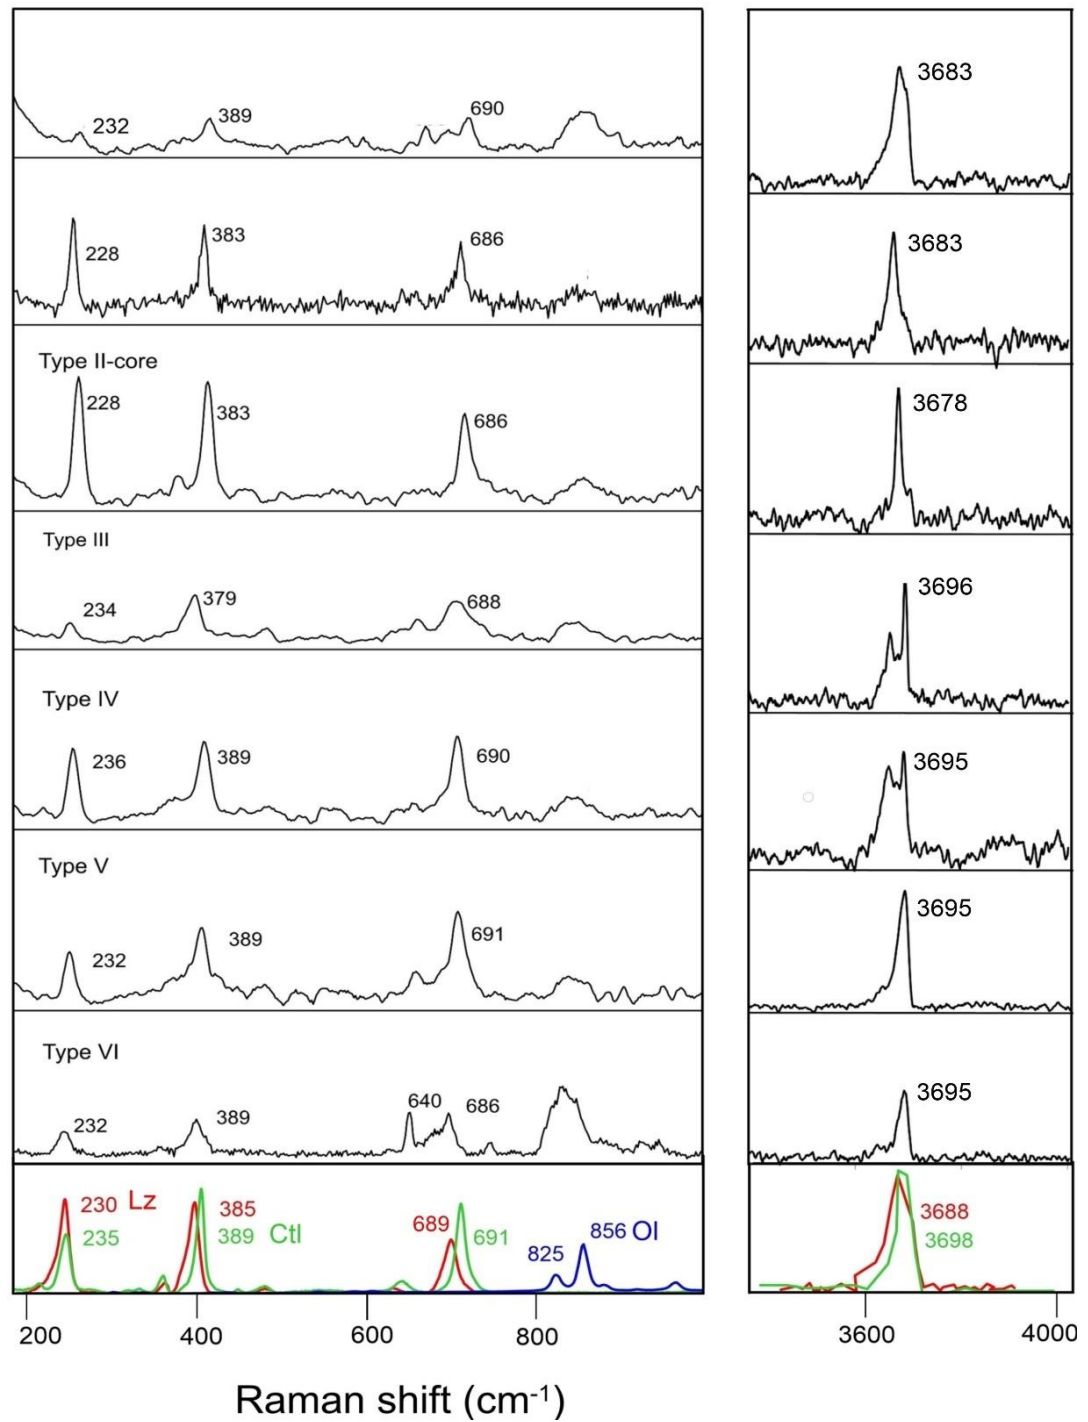 232 389 690 3683
228 383 686 3683
Type II-core
228 383 686 3678
Type III
234 379 688 3696
Type IV
236 389 690 3695
Type V
232 389 691 3695
Type VI
232 389 640 686 3695
230 Lz 385 689 856 Ol 3688
235 389 Ctl 691 825 3698
200 400 600 800 3600 4000
Raman shift (cm⁻¹)